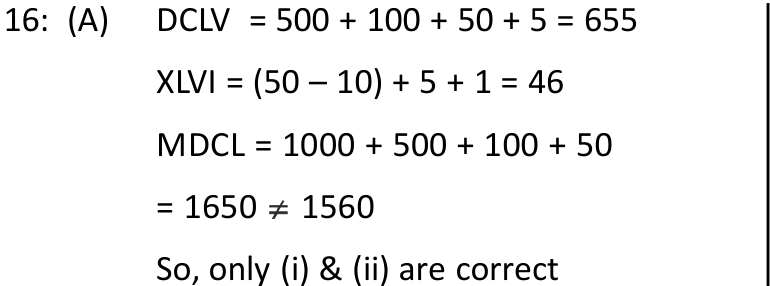 16: (A) DCLV = 500 + 100 + 50 + 5 = 655
XLVI = (50 – 10) + 5 + 1 = 46
MDCL = 1000 + 500 + 100 + 50
= 1650 ≠ 1560
So, only (i) & (ii) are correct